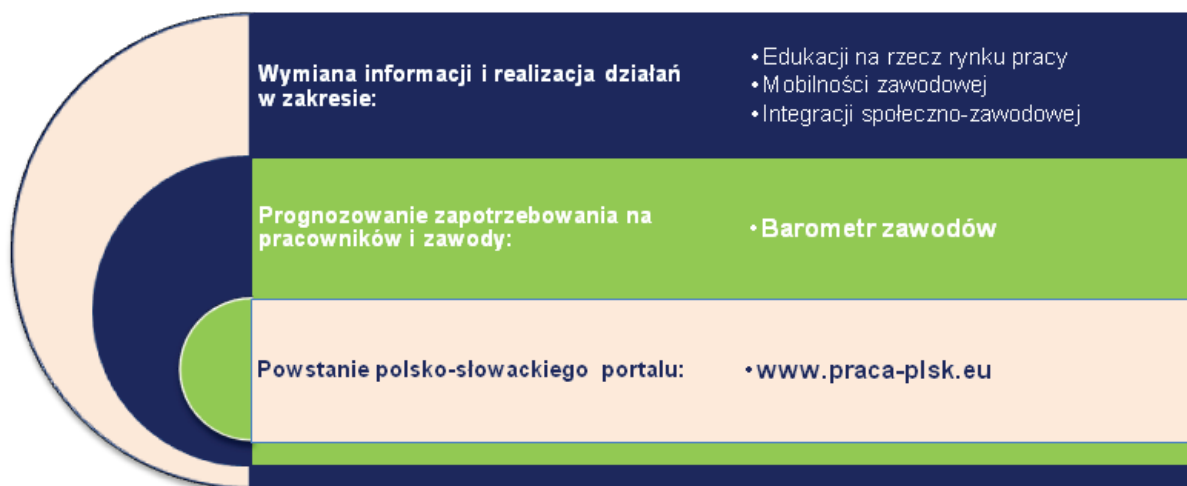 Wymiana informacji i realizacja działań
w zakresie:
• Edukacji na rzecz rynku pracy
• Mobilności zawodowej
• Integracji społeczno-zawodowej
Prognozowanie zapotrzebowania na
pracowników i zawody:
• Barometr zawodów
Powstanie polsko-słowackiego portalu:
• www.praca-plsk.eu